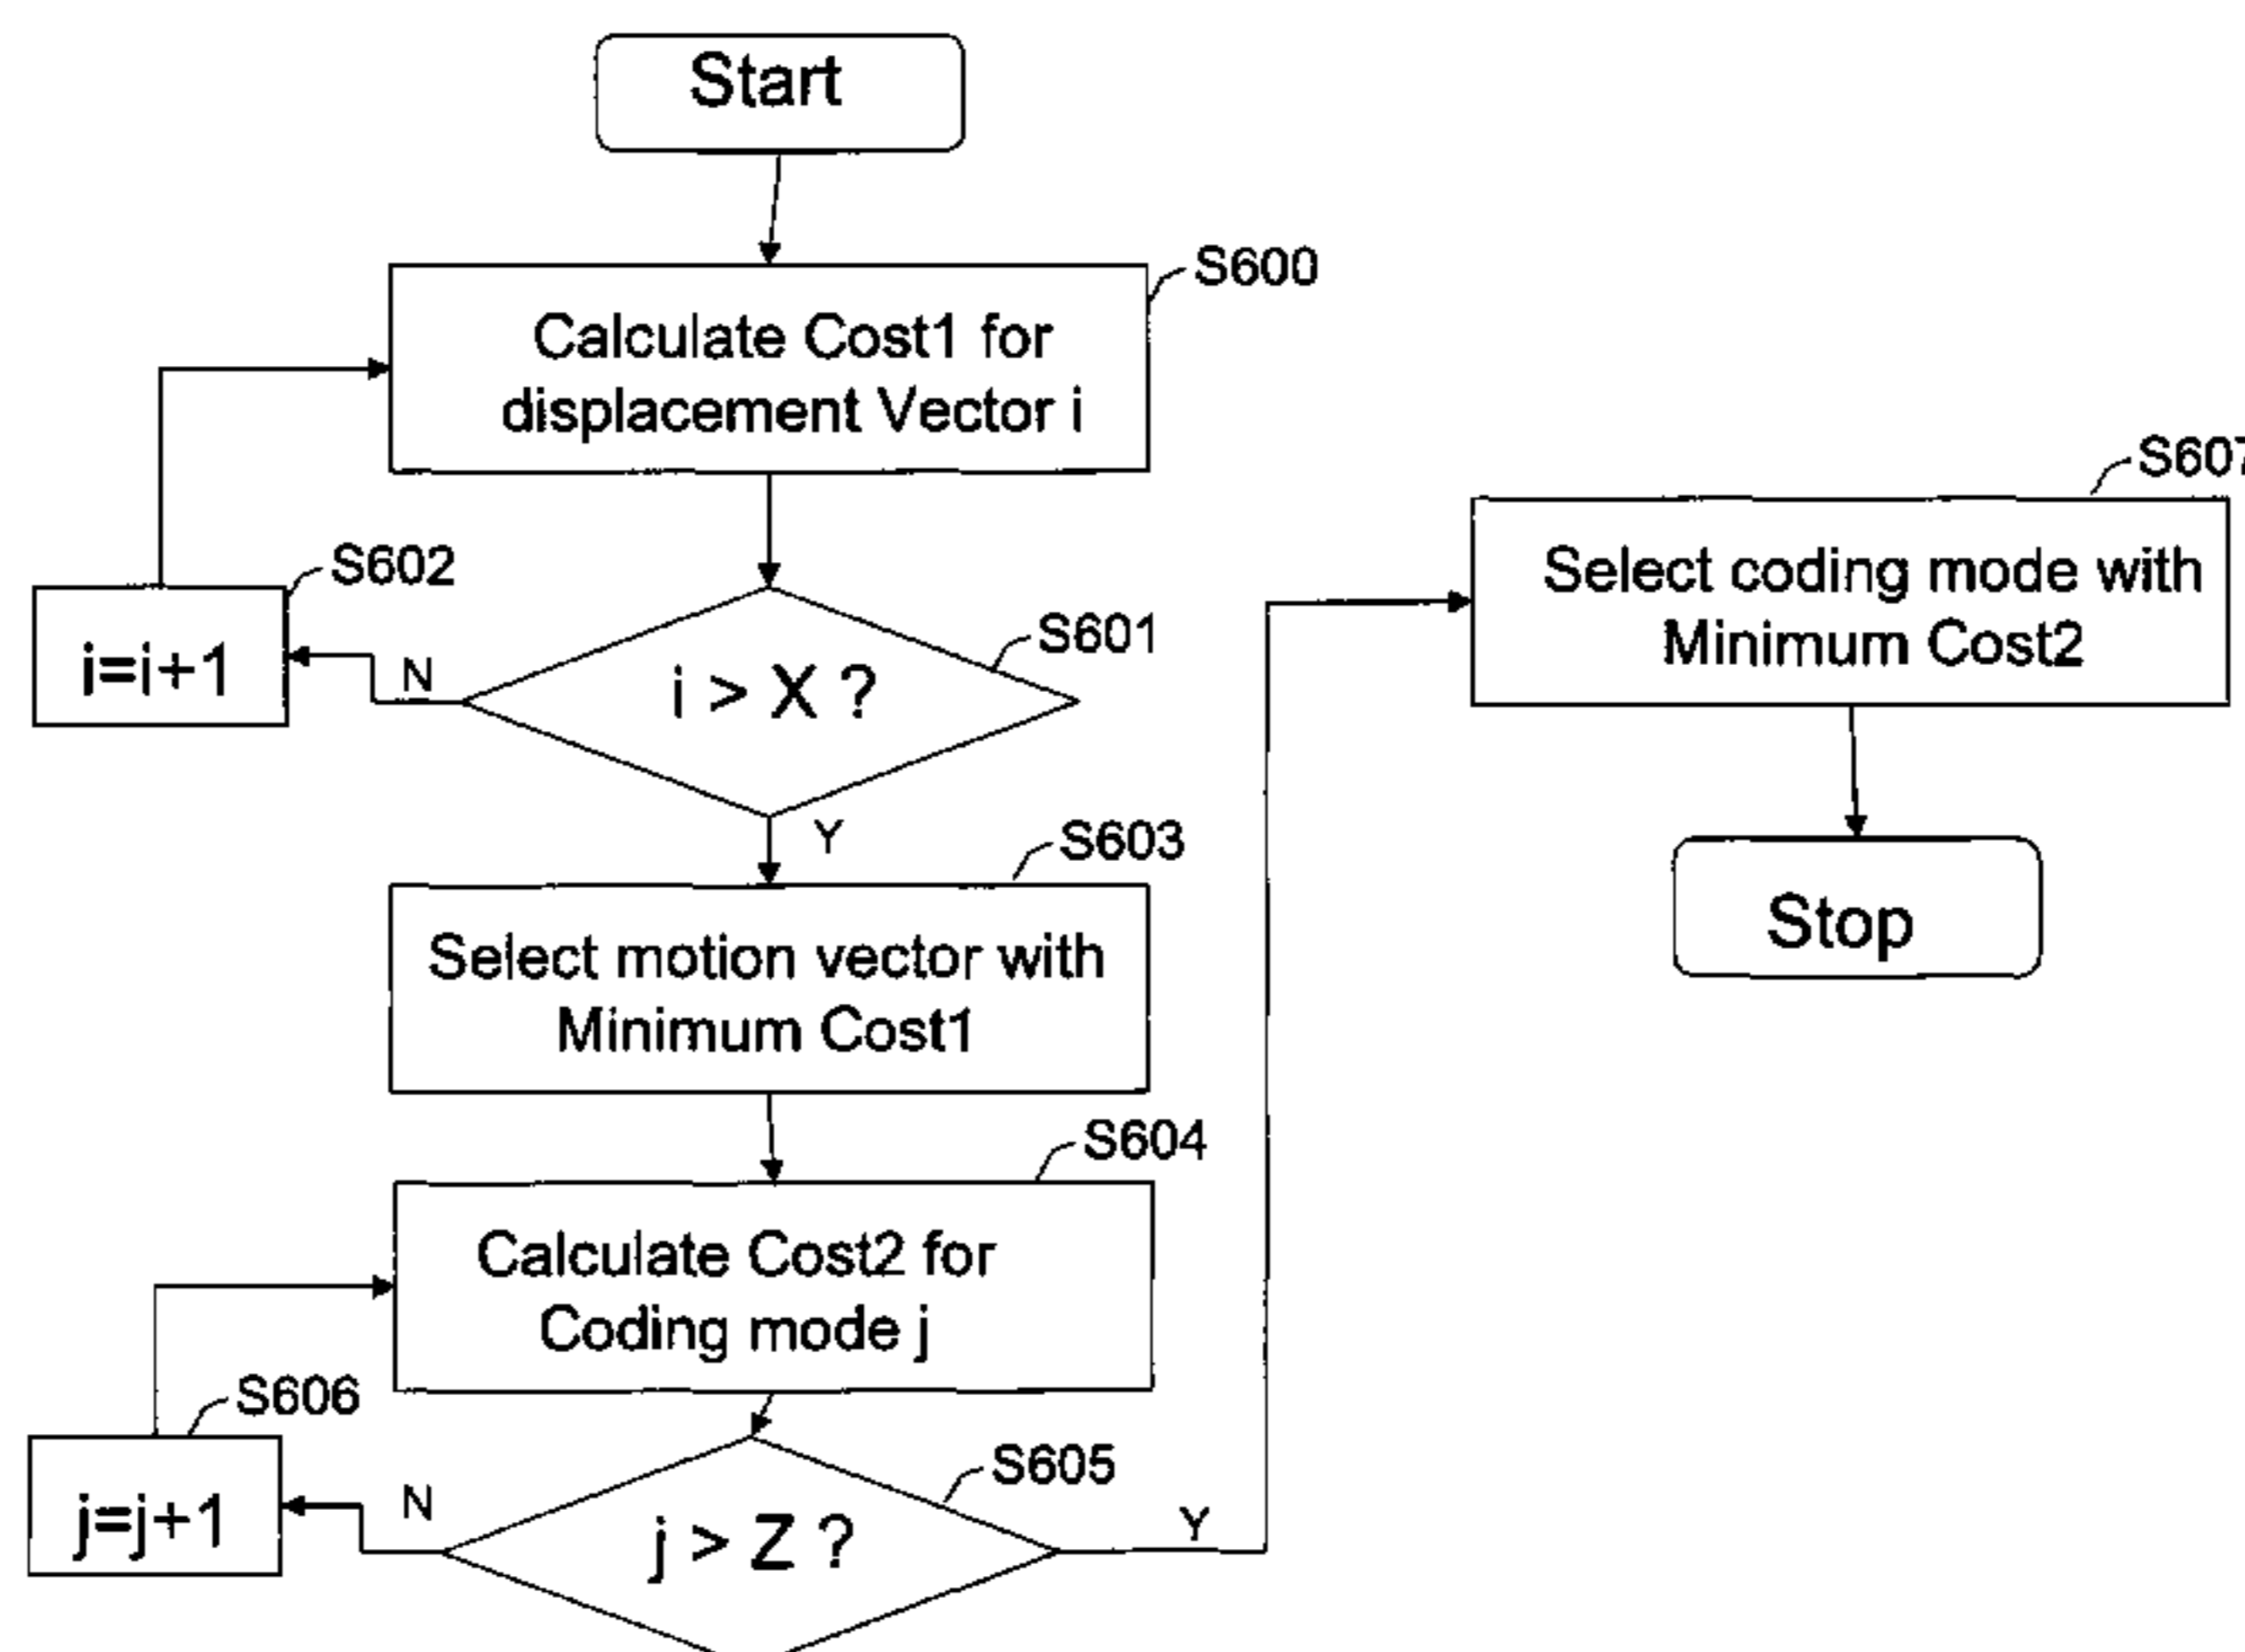 Start
S600
Calculate Cost1 for
displacement Vector i
S602
i=i+1
N
S601
i > X ?
Y
S603
Select motion vector with
Minimum Cost1
S604
Calculate Cost2 for
Coding mode j
S606
j=j+1
N
S605
j > Z ?
Y
S607
Select coding mode with
Minimum Cost2
Stop